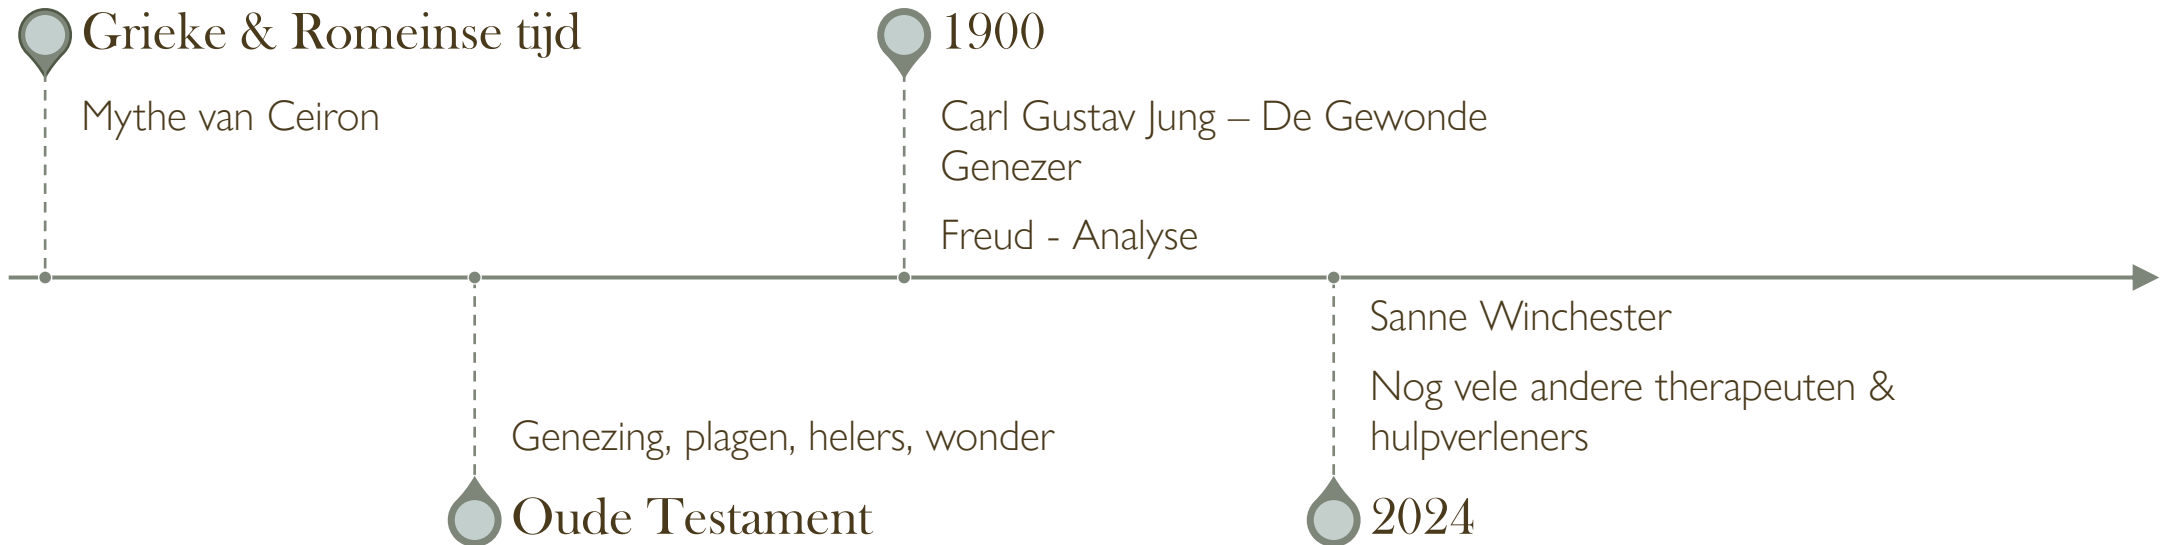 Grieke & Romeinse tijd
Mythe van Ceiron
Genezing, plagen, helers, wonder
Oude Testament
1900
Carl Gustav Jung – De Gewonde
Genezer
Freud - Analyse
Sanne Winchester
Nog vele andere therapeuten &
hulpverleners
2024